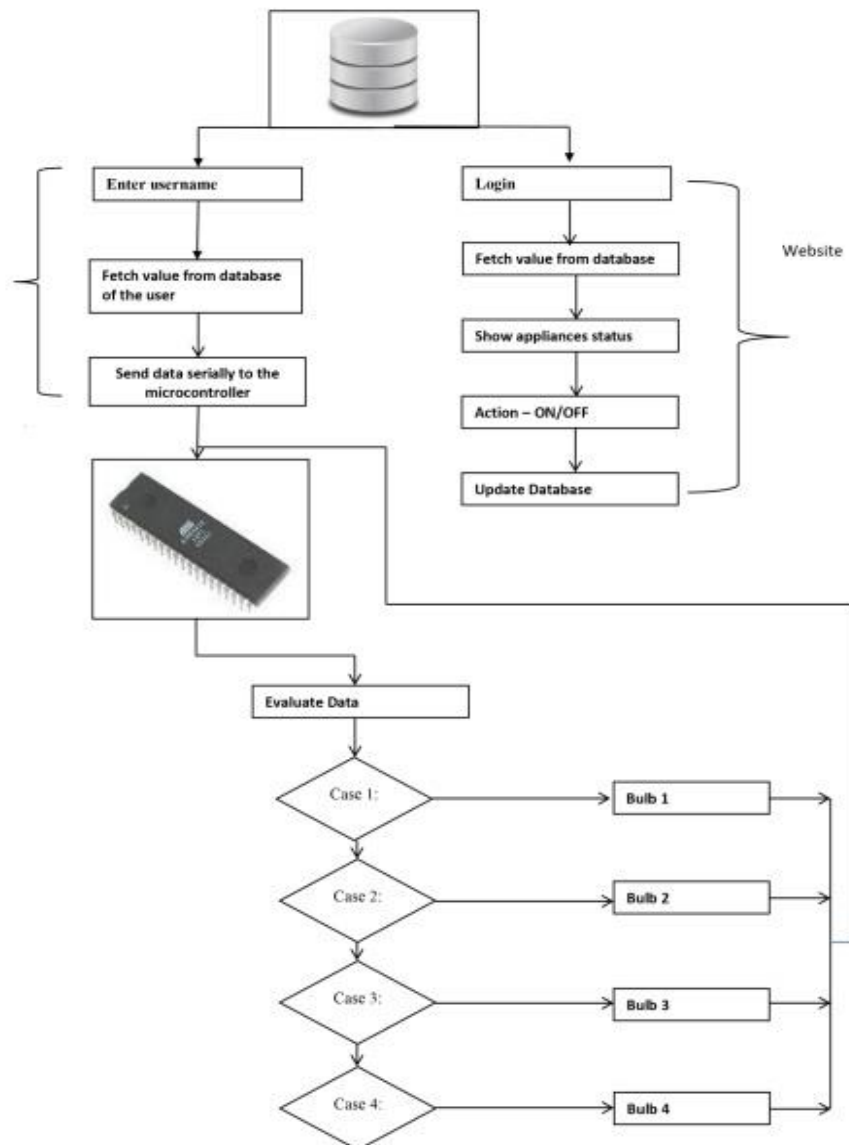 Enter username
Fetch value from database
of the user
Send data serially to the
microcontroller
Login
Fetch value from database
Show appliances status
Action – ON/OFF
Update Database
Website
Evaluate Data
Case 1:
Bulb 1
Case 2:
Bulb 2
Case 3:
Bulb 3
Case 4:
Bulb 4